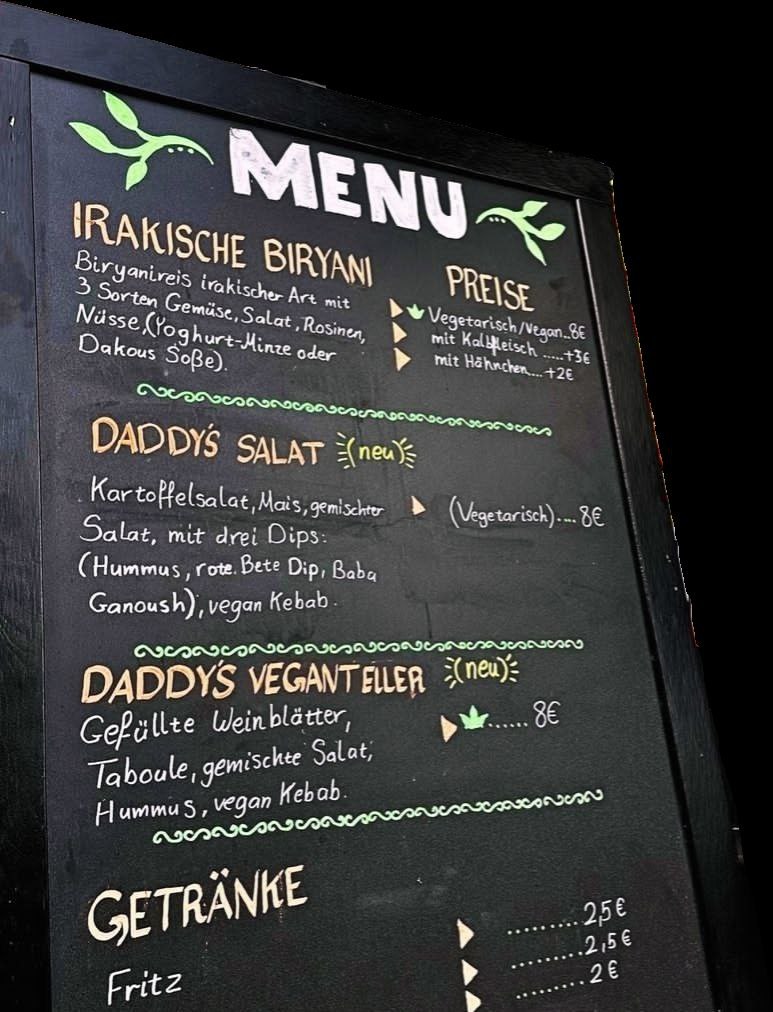 MENU
IRAKISCHE BIRYANI
Biryanireis irakischer Art mit
3 Sorten Gemüse, Salat, Rosinen,
Nüsse,(Yoghurt-Minze oder
Dakous Soße).
PREISE
Vegetarisch/Vegan..8€
mit Kalbfleisch .....+3€
mit Hähnchen....+2€
DADDY'S SALAT (neu)
Kartoffelsalat, Mais, gemischter
Salat, mit drei Dips:
(Hummus, rote Bete Dip, Baba
Ganoush), vegan Kebab.
(Vegetarisch).... 8€
DADDY'S VEGANTELLER (neu)
Gefüllte Weinblätter,
Taboule, gemischte Salat,
Hummus, vegan Kebab.
...... 8€
GETRÄNKE
Fritz
........ 2,5€
........ 2,5€
........ 2€